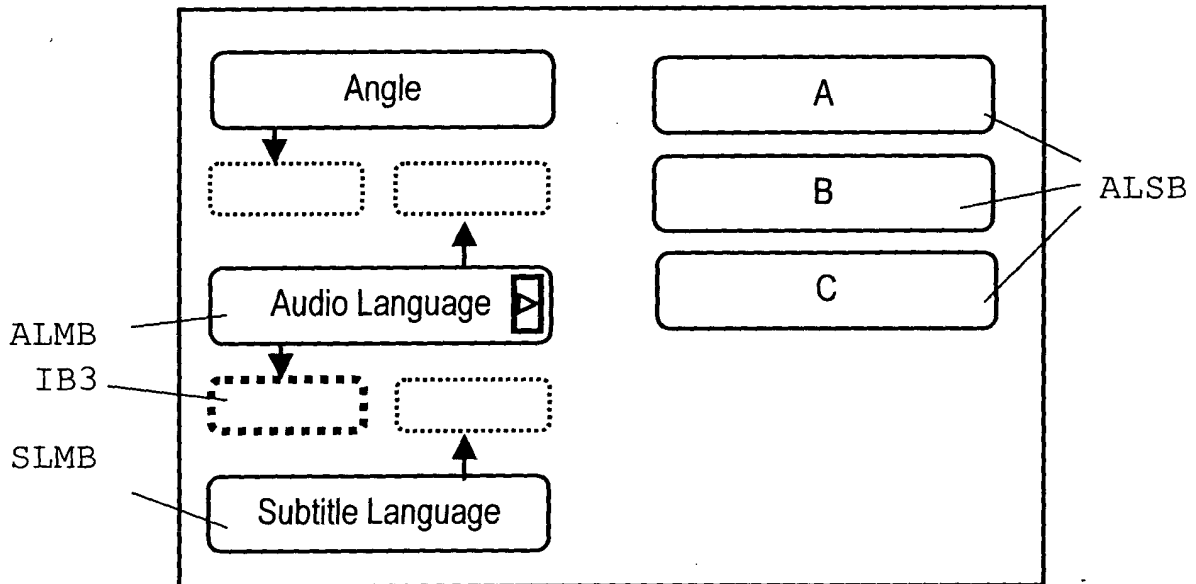 Angle
A
B
ALSB
Audio Language
C
ALMB
IB3
SLMB
Subtitle Language